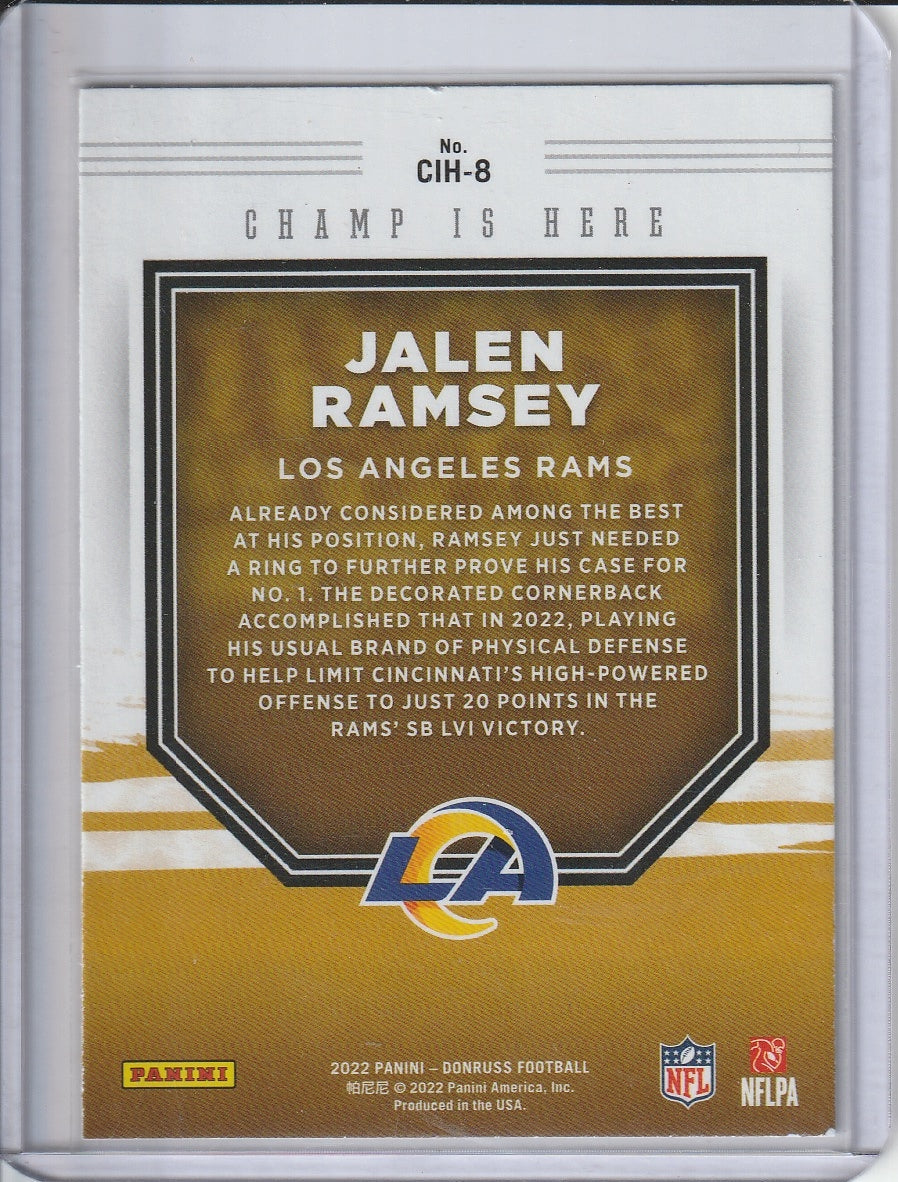 No.
CIH-8
CHAMP IS HERE
JALEN
RAMSEY
LOS ANGELES RAMS
ALREADY CONSIDERED AMONG THE BEST
AT HIS POSITION, RAMSEY JUST NEEDED
A RING TO FURTHER PROVE HIS CASE FOR
NO. 1. THE DECORATED CORNERBACK
ACCOMPLISHED THAT IN 2022, PLAYING
HIS USUAL BRAND OF PHYSICAL DEFENSE
TO HELP LIMIT CINCINNATI'S HIGH-POWERED
OFFENSE TO JUST 20 POINTS IN THE
RAMS' SB LVI VICTORY.
LA
PANINI
2022 PANINI – DONRUSS FOOTBALL
帕尼尼 © 2022 Panini America, Inc.
Produced in the USA.
NFL
NFLPA